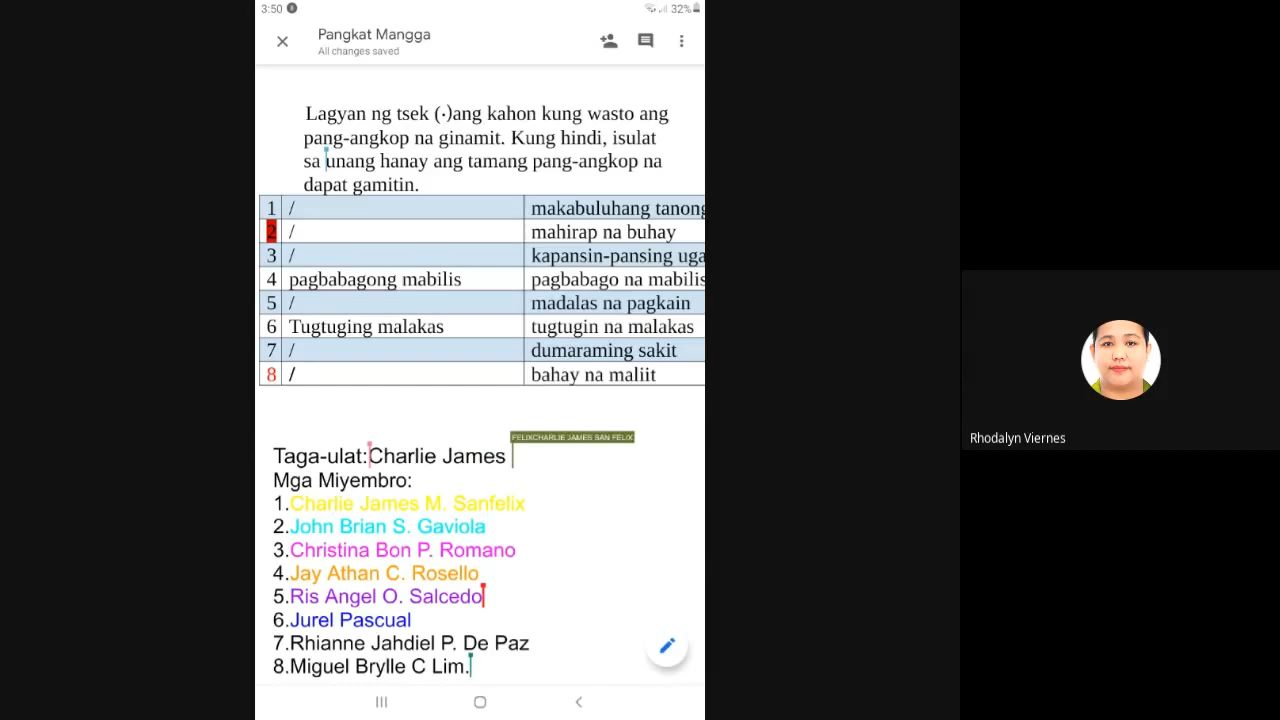 3:50 32%
Pangkat Mangga
All changes saved
Lagyan ng tsek (·)ang kahon kung wasto ang
pang-angkop na ginamit. Kung hindi, isulat
sa unang hanay ang tamang pang-angkop na
dapat gamitin.
1 / makabuluhang tanong
2 / mahirap na buhay
3 / kapansin-pansing uga
4 pagbabagong mabilis pagbabago na mabilis
5 / madalas na pagkain
6 Tugtuging malakas tugtugin na malakas
7 / dumaraming sakit
8 / bahay na maliit
FELIXCHARLIE JAMES SAN FELIX
Taga-ulat:Charlie James
Mga Miyembro:
1.Charlie James M. Sanfelix
2.John Brian S. Gaviola
3.Christina Bon P. Romano
4.Jay Athan C. Rosello
5.Ris Angel O. Salcedo
6.Jurel Pascual
7.Rhianne Jahdiel P. De Paz
8.Miguel Brylle C Lim.
Rhodalyn Viernes